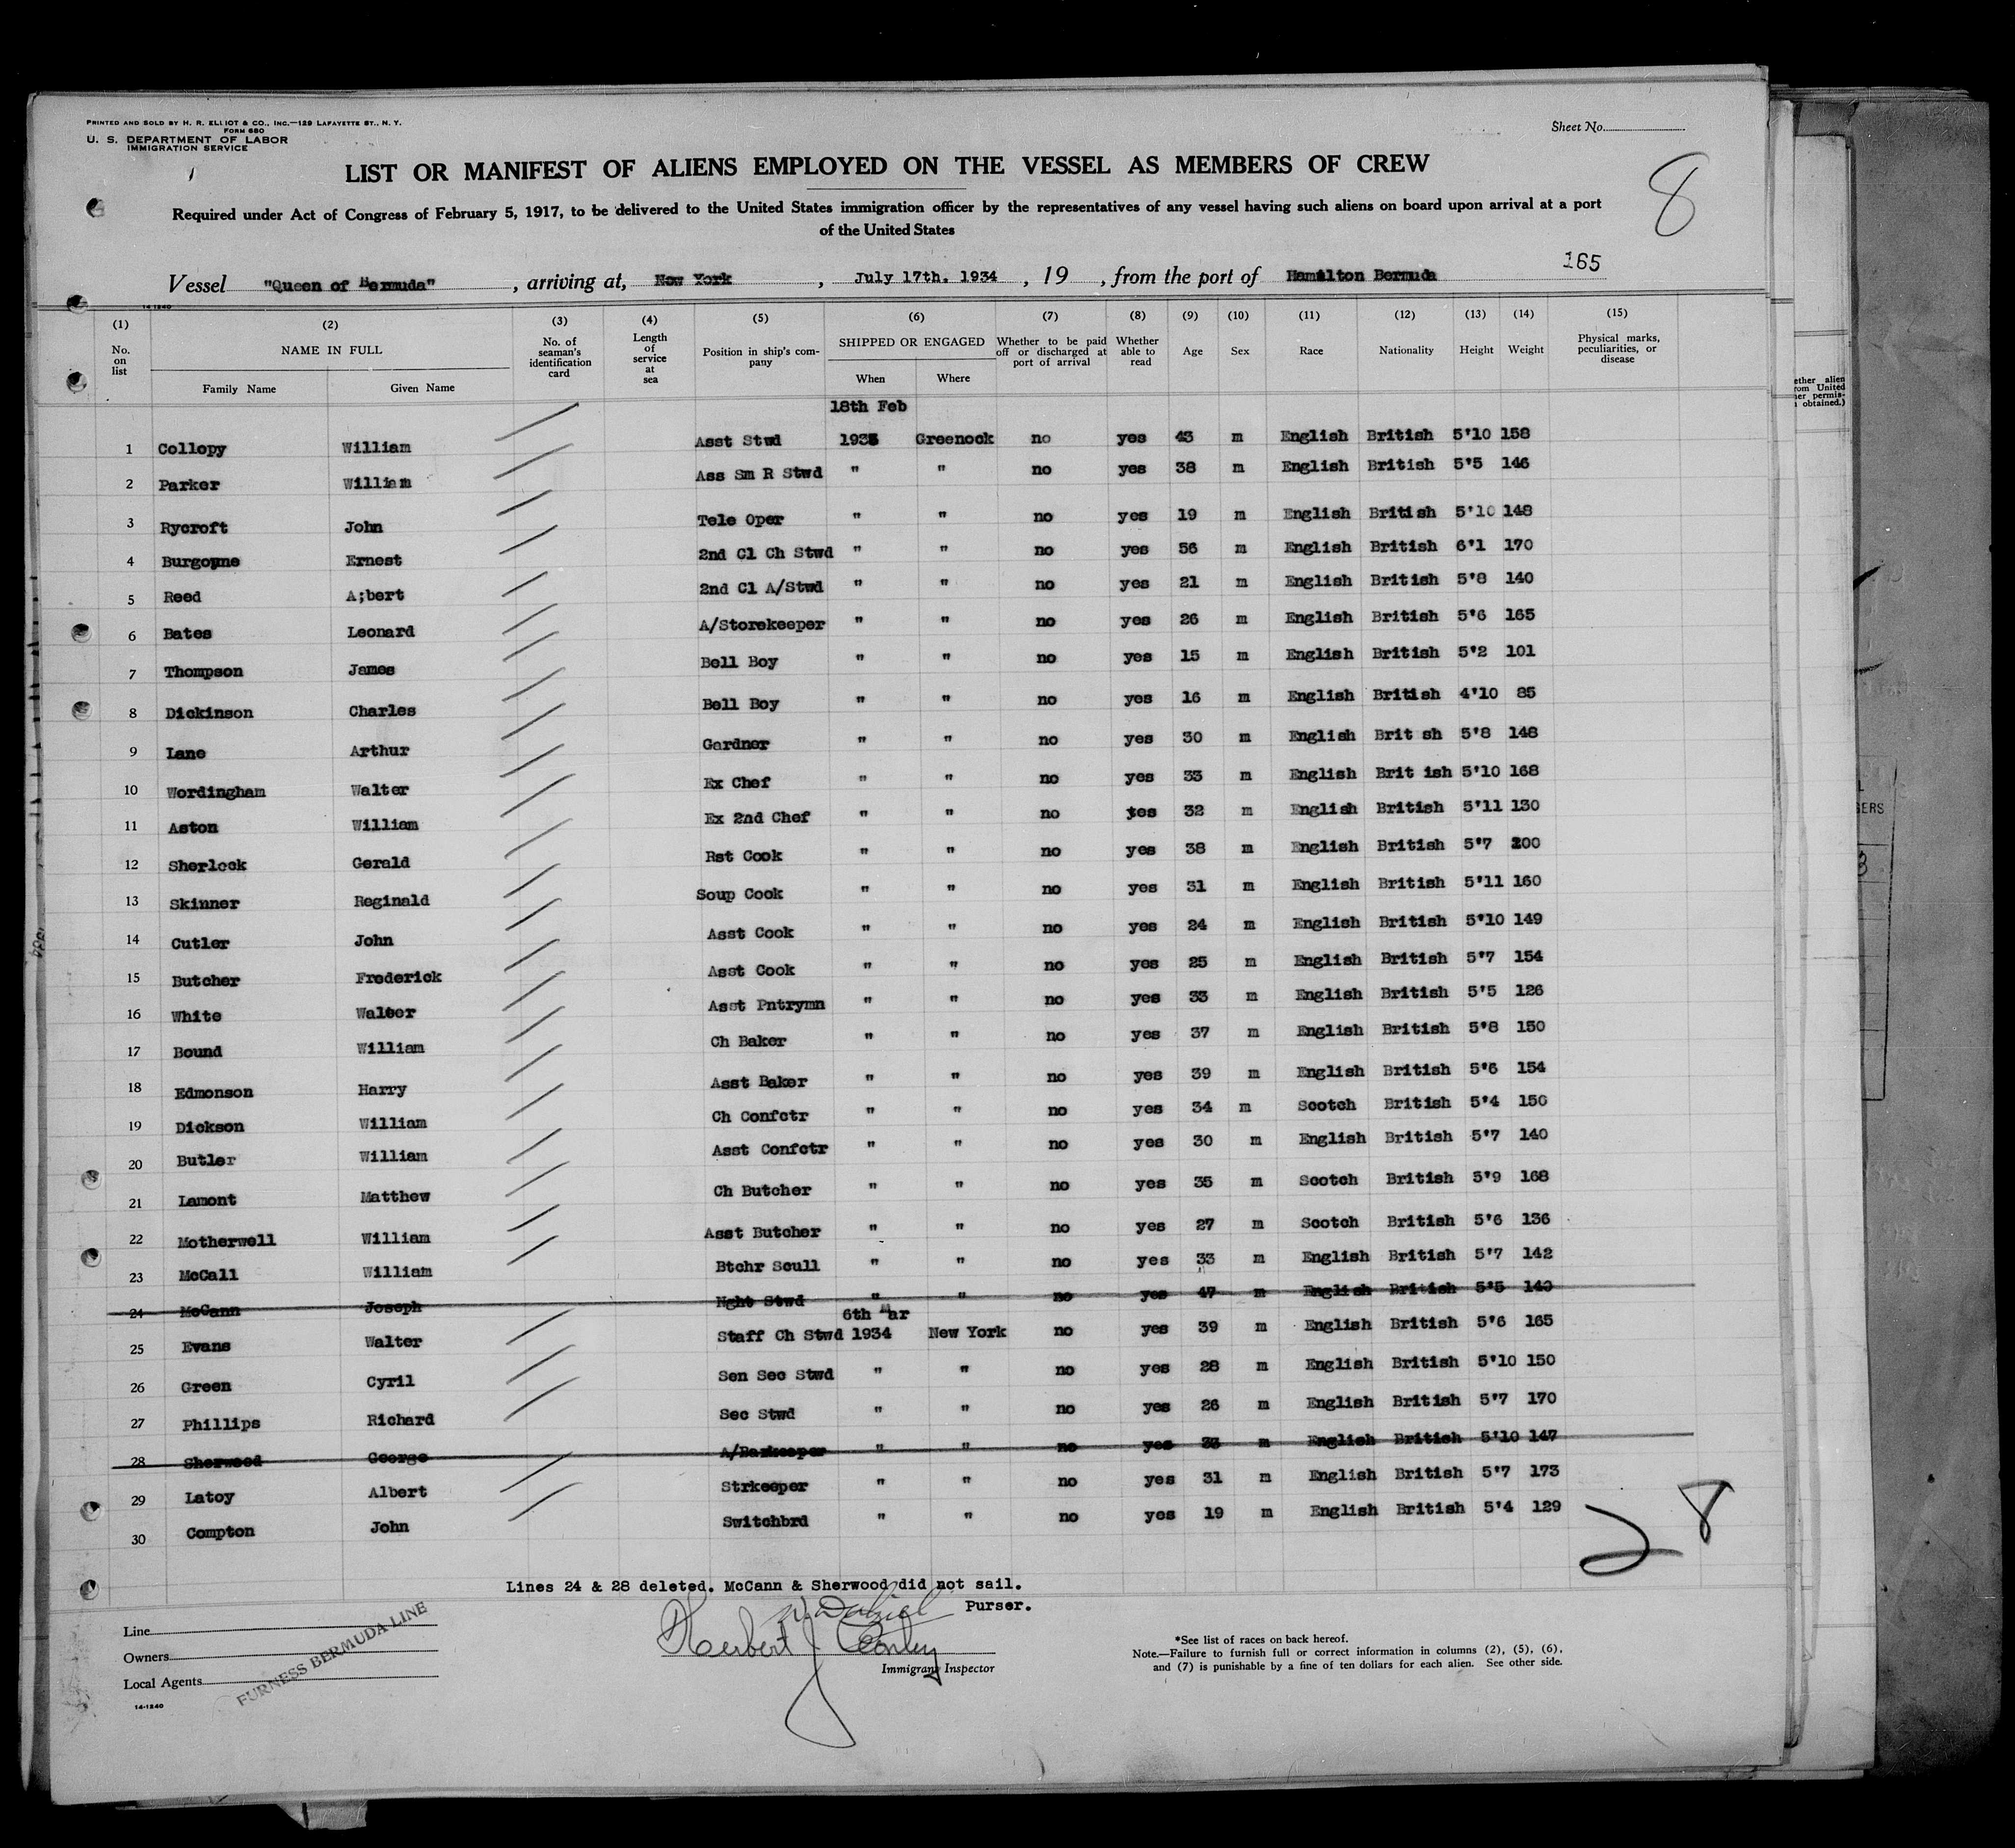 PRINTED AND SOLD BY H. R. ELLIOT & CO., INC.—129 LAFAYETTE ST., N. Y.
FORM 680
U. S. DEPARTMENT OF LABOR
IMMIGRATION SERVICE
Sheet No.
LIST OR MANIFEST OF ALIENS EMPLOYED ON THE VESSEL AS MEMBERS OF CREW
8
Required under Act of Congress of February 5, 1917, to be delivered to the United States immigration officer by the representatives of any vessel having such aliens on board upon arrival at a port
of the United States
165
Vessel "Queen of Bermuda", arriving at, New York, July 17th. 1934, 19 , from the port of Hamilton Bermuda
14-1240
(1) No. on list (2) NAME IN FULL Family Name Given Name (3) No. of seaman's identification card (4) Length of service at sea (5) Position in ship's company (6) SHIPPED OR ENGAGED When Where (7) Whether to be paid off or discharged at port of arrival (8) Whether able to read (9) Age (10) Sex (11) Race (12) Nationality (13) Height (14) Weight (15) Physical marks, peculiarities, or disease
18th Feb
1 Collopy William Asst Stwd 1933 Greenock no yes 43 m English British 5'10 158
2 Parker William Ass Sm R Stwd " " no yes 38 m English British 5'5 146
3 Rycroft John Tele Oper " " no yes 19 m English British 5'10 148
4 Burgoyne Ernest 2nd Cl Ch Stwd " " no yes 56 m English British 6'1 170
5 Reed A;bert 2nd Cl A/Stwd " " no yes 21 m English British 5'8 140
6 Bates Leonard A/Storekeeper " " no yes 26 m English British 5'6 165
7 Thompson James Bell Boy " " no yes 15 m English British 5'2 101
8 Dickinson Charles Bell Boy " " no yes 16 m English British 4'10 85
9 Lane Arthur Gardner " " no yes 30 m English Brit sh 5'8 148
10 Wordingham Walter Ex Chef " " no yes 33 m English Brit ish 5'10 168
11 Aston William Ex 2nd Chef " " no yes 32 m English British 5'11 130
12 Sherlock Gerald Rst Cook " " no yes 38 m English British 5'7 200
13 Skinner Reginald Soup Cook " " no yes 31 m English British 5'11 160
14 Cutler John Asst Cook " " no yes 24 m English British 5'10 149
15 Butcher Frederick Asst Cook " " no yes 25 m English British 5'7 154
16 White Walter Asst Pntrymn " " no yes 33 m English British 5'5 126
17 Bound William Ch Baker " " no yes 37 m English British 5'8 150
18 Edmonson Harry Asst Baker " " no yes 39 m English British 5'6 154
19 Dickson William Ch Confctr " " no yes 34 m Scotch British 5'4 150
20 Butler William Asst Confctr " " no yes 30 m English British 5'7 140
21 Lamont Matthew Ch Butcher " " no yes 35 m Scotch British 5'9 168
22 Motherwell William Asst Butcher " " no yes 27 m Scotch British 5'6 136
23 McCall William Btchr Scull " " no yes 33 m English British 5'7 142
24 McCann Joseph Nght Stwd " " no yes 47 m English British 5'5 140
6th Mar
25 Evans Walter Staff Ch Stwd 1934 New York no yes 39 m English British 5'6 165
26 Green Cyril Sen Sec Stwd " " no yes 28 m English British 5'10 150
27 Phillips Richard Sec Stwd " " no yes 26 m English British 5'7 170
28 Sherwood George A/Barkeeper " " no yes 33 m English British 5'10 147
29 Latoy Albert Strkeeper " " no yes 31 m English British 5'7 173
30 Compton John Switchbrd " " no yes 19 m English British 5'4 129
28
Lines 24 & 28 deleted. McCann & Sherwood did not sail.
Purser.
Line
Owners
Local Agents
FURNESS BERMUDA LINE
14-1240
Herbert J
Immigrant Inspector
*See list of races on back hereof.
Note.—Failure to furnish full or correct information in columns (2), (5), (6),
and (7) is punishable by a fine of ten dollars for each alien. See other side.
ether alien
rom United
er permis-
obtained.)
GERS